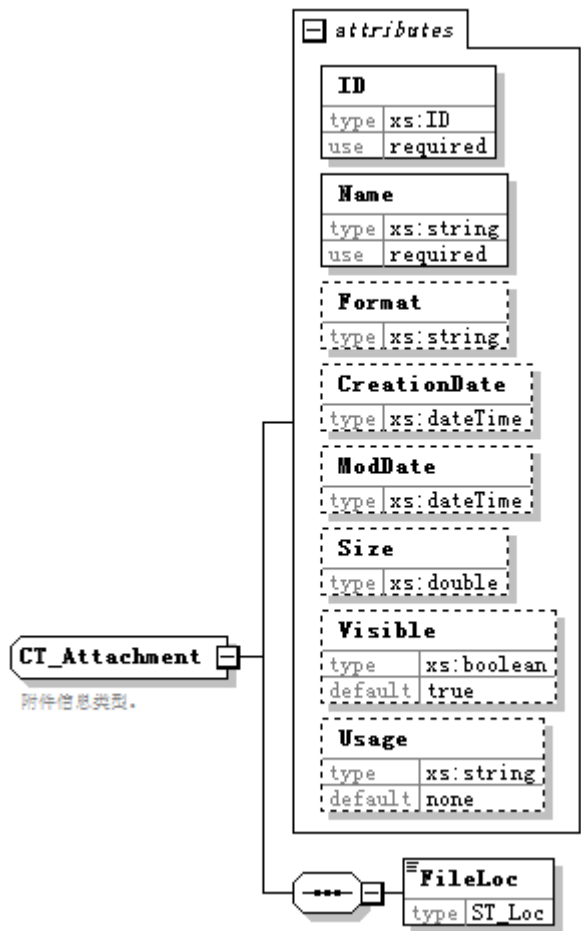 attributes
ID
type xs:ID
use required
Name
type xs:string
use required
Format
type xs:string
CreationDate
type xs:dateTime
ModDate
type xs:dateTime
Size
type xs:double
Visible
type xs:boolean
default true
Usage
type xs:string
default none
CT_Attachment
附件信息类型。
FileLoc
type ST_Loc